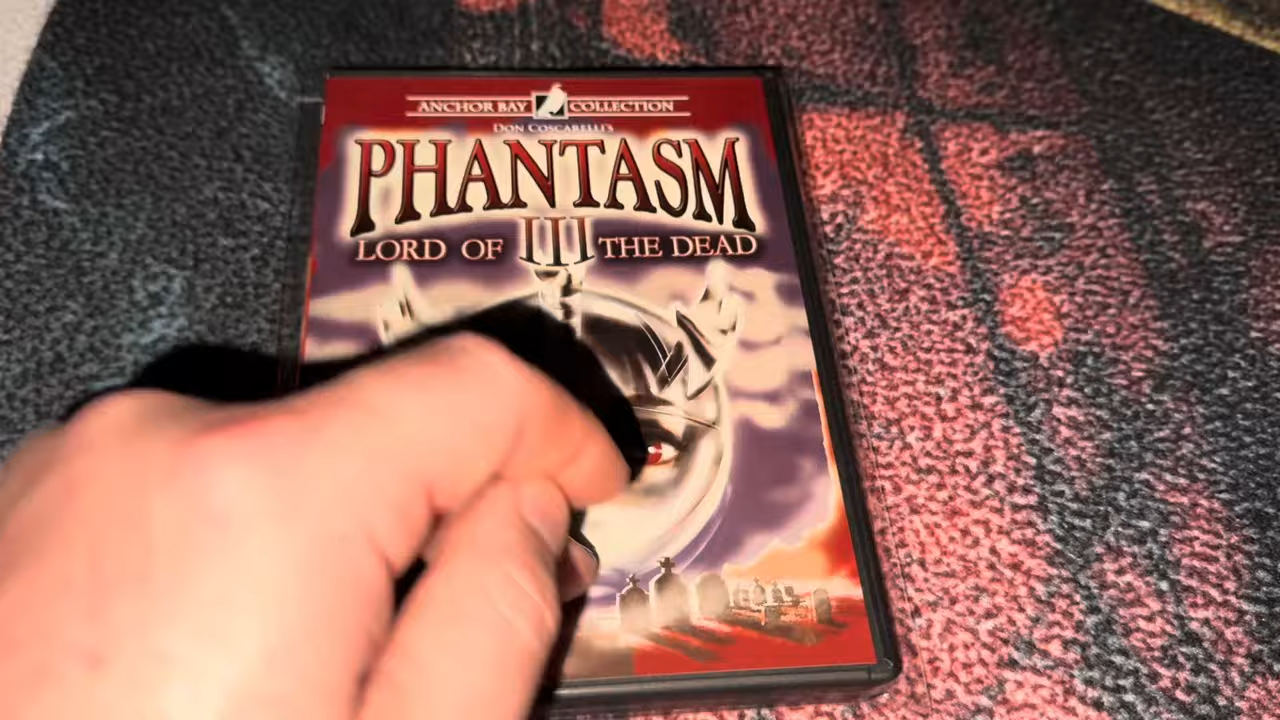 ANCHOR BAY COLLECTION
DON COSCARELLI'S
PHANTASM
III
LORD OF THE DEAD